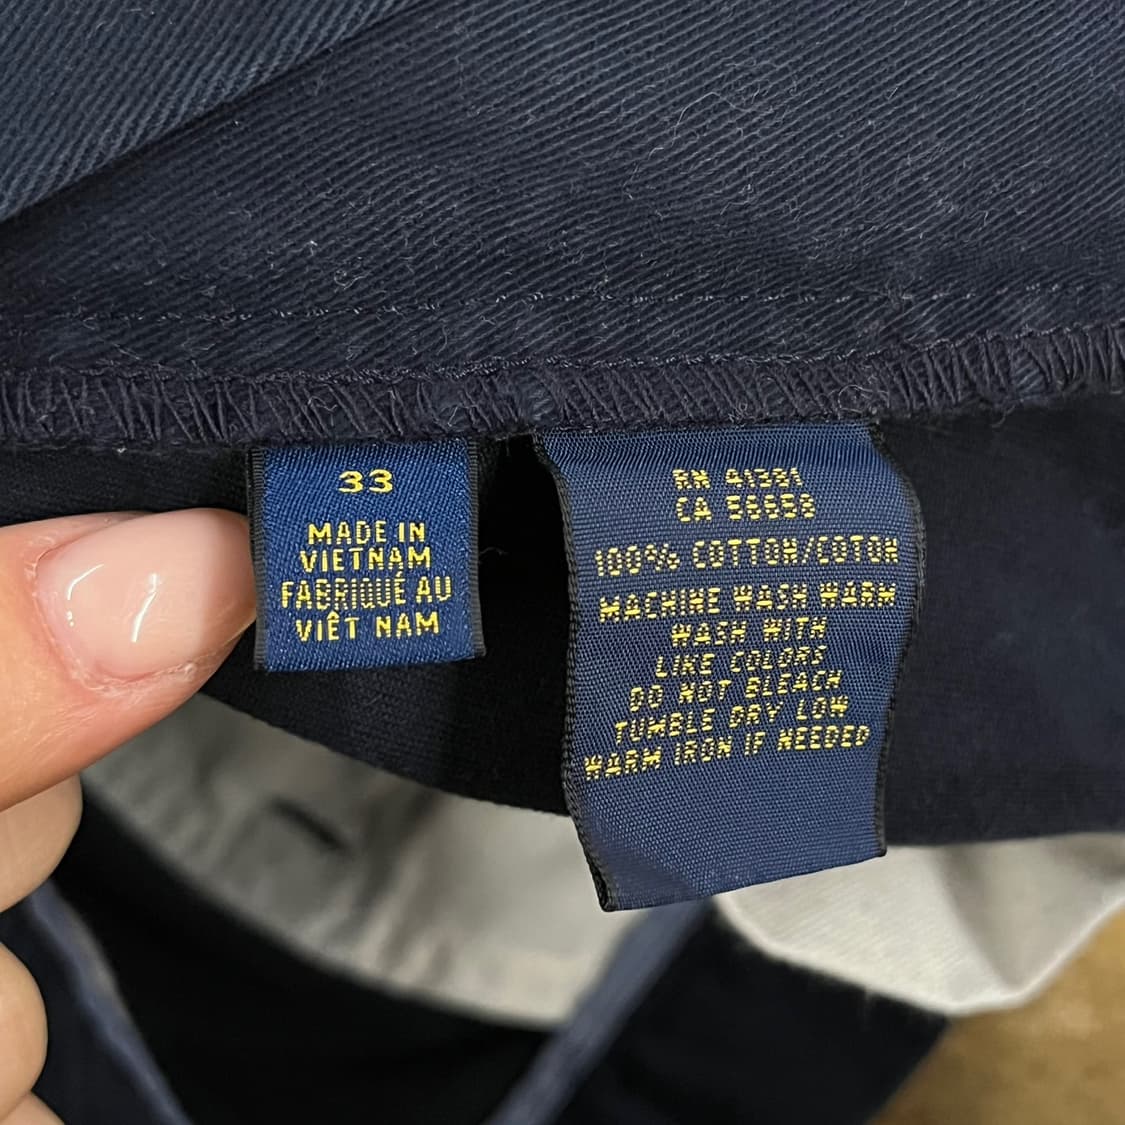 33
MADE IN
VIETNAM
FABRIQUÉ AU
VIÊT NAM
RN 41381
CA 56658
100% COTTON/COTON
MACHINE WASH WARM
WASH WITH
LIKE COLORS
DO NOT BLEACH
TUMBLE DRY LOW
WARM IRON IF NEEDED